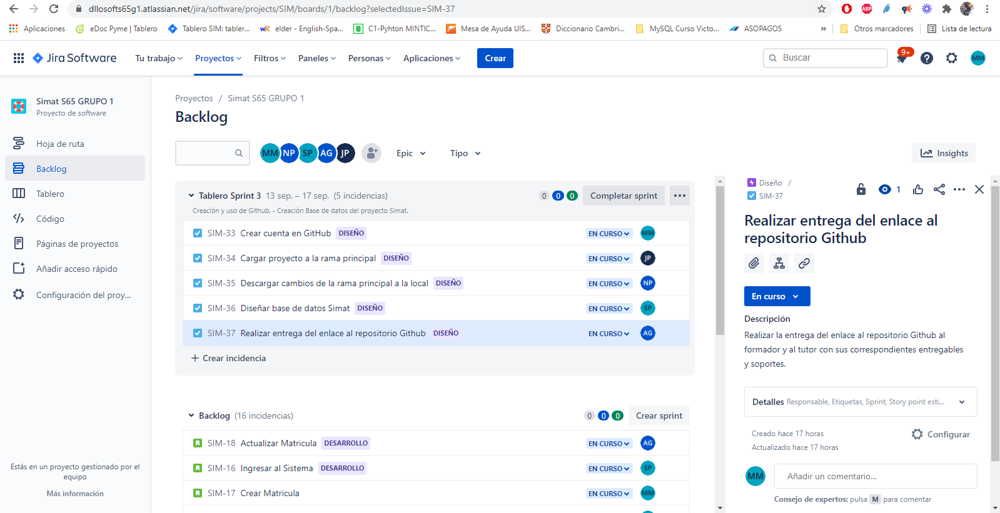 dllosofts65g1.atlassian.net/jira/software/projects/SIM/boards/1/backlog?selectedIssue=SIM-37
ABP
Aplicaciones
eDoc Pyme | Tablero
Tablero SIM: tabler...
wR elder - English-Spa...
C1-Pyhton MINTIC...
Mesa de Ayuda UIS...
Diccionario Cambri...
MySQL Curso Victo...
ASOPAGOS
»
Otros marcadores
Lista de lectura
Jira Software
Tu trabajo
Proyectos
Filtros
Paneles
Personas
Aplicaciones
Crear
Buscar
9+
MM
Simat S65 GRUPO 1
Proyecto de software
Hoja de ruta
Backlog
Tablero
Código
Páginas de proyectos
Añadir acceso rápido
Configuración del proy...
Estás en un proyecto gestionado por el
equipo
Más información
Proyectos / Simat S65 GRUPO 1
Backlog
MM NP SP AG JP
Epic
Tipo
Insights
Tablero Sprint 3 13 sep. – 17 sep. (5 incidencias) 0 0 0 Completar sprint
Creación y uso de Github. - Creación Base de datos del proyecto Simat.
SIM-33 Crear cuenta en GitHub DISEÑO EN CURSO MM
SIM-34 Cargar proyecto a la rama principal DISEÑO EN CURSO JP
SIM-35 Descargar cambios de la rama principal a la local DISEÑO EN CURSO NP
SIM-36 Diseñar base de datos Simat DISEÑO EN CURSO SP
SIM-37 Realizar entrega del enlace al repositorio Github DISEÑO EN CURSO AG
+ Crear incidencia
Backlog (16 incidencias) 0 0 0 Crear sprint
SIM-18 Actualizar Matricula DESARROLLO EN CURSO AG
SIM-16 Ingresar al Sistema DESARROLLO EN CURSO SP
SIM-17 Crear Matricula EN CURSO MM
Diseño /
SIM-37
1
Realizar entrega del enlace al
repositorio Github
En curso
Descripción
Realizar la entrega del enlace al repositorio Github al
formador y al tutor con sus correspondientes entregables
y soportes.
Detalles Responsable, Etiquetas, Sprint, Story point esti...
Creado hace 17 horas
Configurar
Actualizado hace 17 horas
MM
Añadir un comentario...
Consejo de expertos: pulsa M para comentar